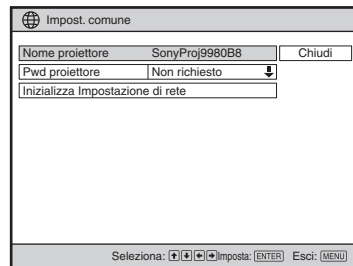 Impost. comune
Nome proiettore SonyProj9980B8 Chiudi
Pwd proiettore Non richiesto
Inizializza Impostazione di rete
Seleziona: Imposta: ENTER Esci: MENU